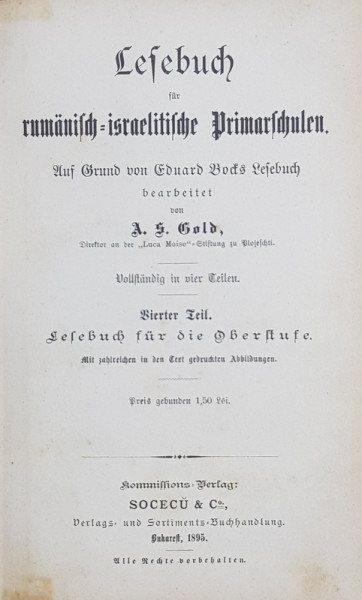 Lesebuch
für
rumänisch-israelitische Primarschulen.
Auf Grund von Eduard Bocks Lesebuch
bearbeitet
von
A. S. Gold,
Direktor an der „Luca Moise“-Stiftung zu Plojeschti.
Vollständig in vier Teilen.
Vierter Teil.
Lesebuch für die Oberstufe.
Mit zahlreichen in den Text gedruckten Abbildungen.
Preis gebunden 1,50 Lei.
Kommissions-Verlag:
SOCECŬ & Co.,
Verlags- und Sortiments-Buchhandlung.
Bukarest, 1895.
Alle Rechte vorbehalten.